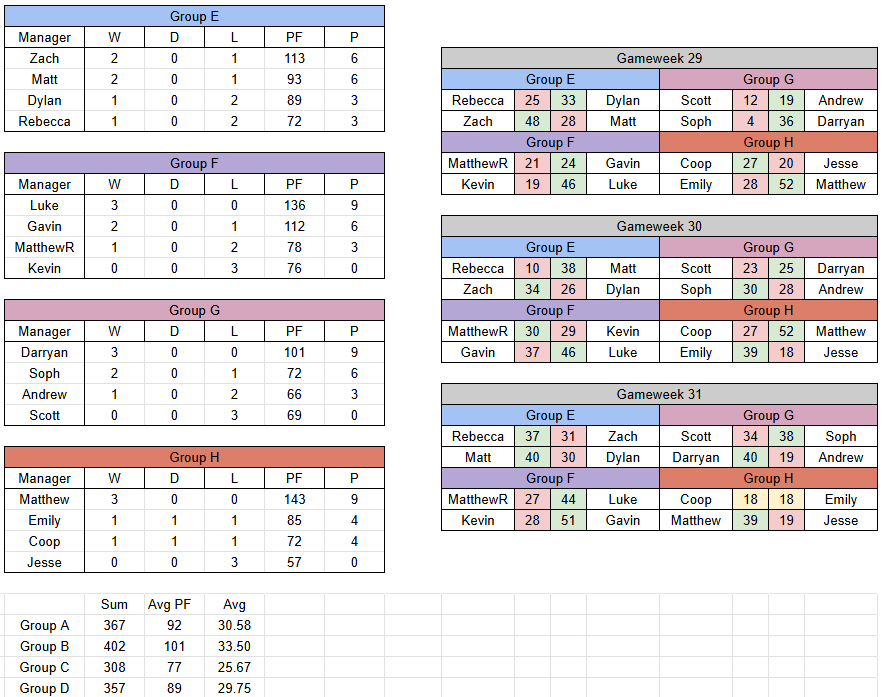 Group E
Manager W D L PF P
Zach 2 0 1 113 6
Matt 2 0 1 93 6
Dylan 1 0 2 89 3
Rebecca 1 0 2 72 3
Group F
Manager W D L PF P
Luke 3 0 0 136 9
Gavin 2 0 1 112 6
MatthewR 1 0 2 78 3
Kevin 0 0 3 76 0
Group G
Manager W D L PF P
Darryan 3 0 0 101 9
Soph 2 0 1 72 6
Andrew 1 0 2 66 3
Scott 0 0 3 69 0
Group H
Manager W D L PF P
Matthew 3 0 0 143 9
Emily 1 1 1 85 4
Coop 1 1 1 72 4
Jesse 0 0 3 57 0
Gameweek 29
Group E Group G
Rebecca 25 33 Dylan Scott 12 19 Andrew
Zach 48 28 Matt Soph 4 36 Darryan
Group F Group H
MatthewR 21 24 Gavin Coop 27 20 Jesse
Kevin 19 46 Luke Emily 28 52 Matthew
Gameweek 30
Group E Group G
Rebecca 10 38 Matt Scott 23 25 Darryan
Zach 34 26 Dylan Soph 30 28 Andrew
Group F Group H
MatthewR 30 29 Kevin Coop 27 52 Matthew
Gavin 37 46 Luke Emily 39 18 Jesse
Gameweek 31
Group E Group G
Rebecca 37 31 Zach Scott 34 38 Soph
Matt 40 30 Dylan Darryan 40 19 Andrew
Group F Group H
MatthewR 27 44 Luke Coop 18 18 Emily
Kevin 28 51 Gavin Matthew 39 19 Jesse
Sum Avg PF Avg
Group A 367 92 30.58
Group B 402 101 33.50
Group C 308 77 25.67
Group D 357 89 29.75